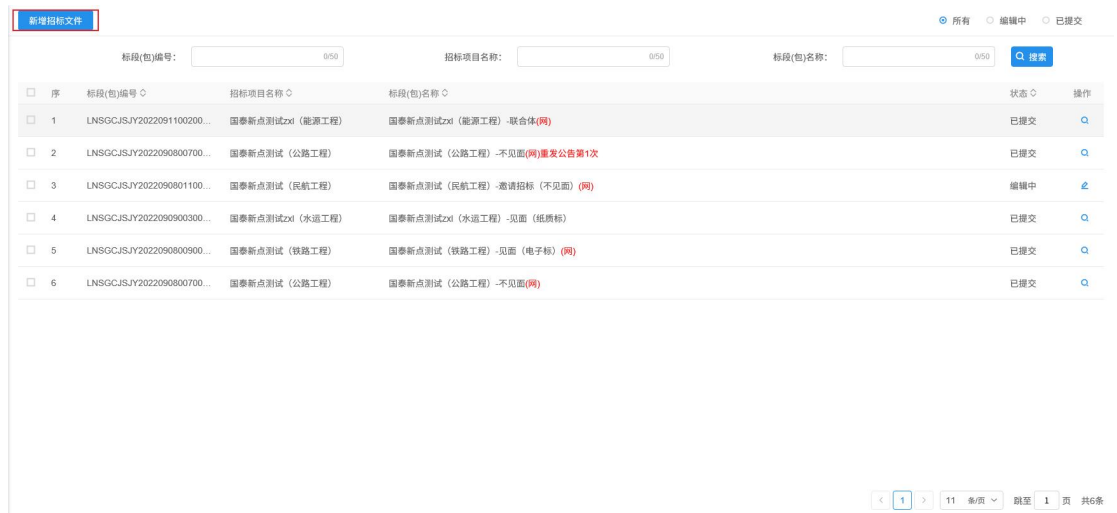 新增招标文件 所有 编辑中 已提交
标段(包)编号： 0/50 招标项目名称： 0/50 标段(包)名称： 0/50 搜索
序 标段(包)编号 招标项目名称 标段(包)名称 状态 操作
1 LNSGCJSJY2022091100200... 国泰新点测试zxl（能源工程） 国泰新点测试zxl（能源工程）-联合体(网) 已提交
2 LNSGCJSJY2022090800700... 国泰新点测试（公路工程） 国泰新点测试（公路工程）-不见面(网)重发公告第1次 已提交
3 LNSGCJSJY2022090801100... 国泰新点测试（民航工程） 国泰新点测试（民航工程）-邀请招标（不见面）(网) 编辑中
4 LNSGCJSJY2022090900300... 国泰新点测试zxl（水运工程） 国泰新点测试zxl（水运工程）-见面（纸质标） 已提交
5 LNSGCJSJY2022090800900... 国泰新点测试（铁路工程） 国泰新点测试（铁路工程）-见面（电子标）(网) 已提交
6 LNSGCJSJY2022090800700... 国泰新点测试（公路工程） 国泰新点测试（公路工程）-不见面(网) 已提交
1 11 条/页 跳至 1 页 共6条